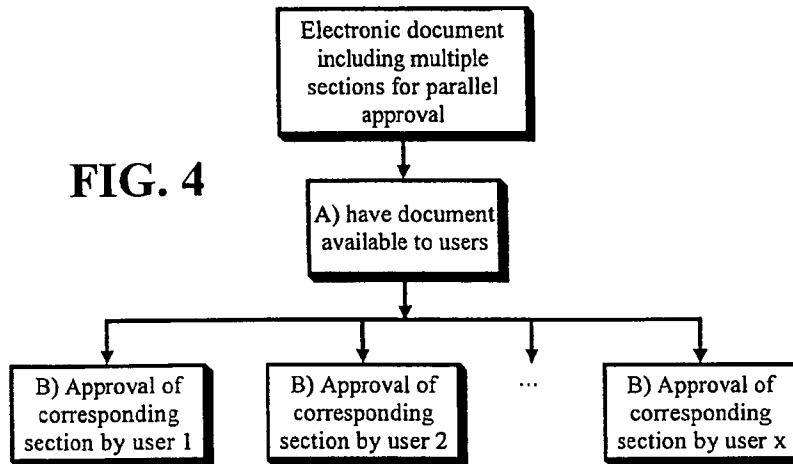 Electronic document
including multiple
sections for parallel
approval
FIG. 4
A) have document
available to users
B) Approval of
corresponding
section by user 1
B) Approval of
corresponding
section by user 2
...
B) Approval of
corresponding
section by user x